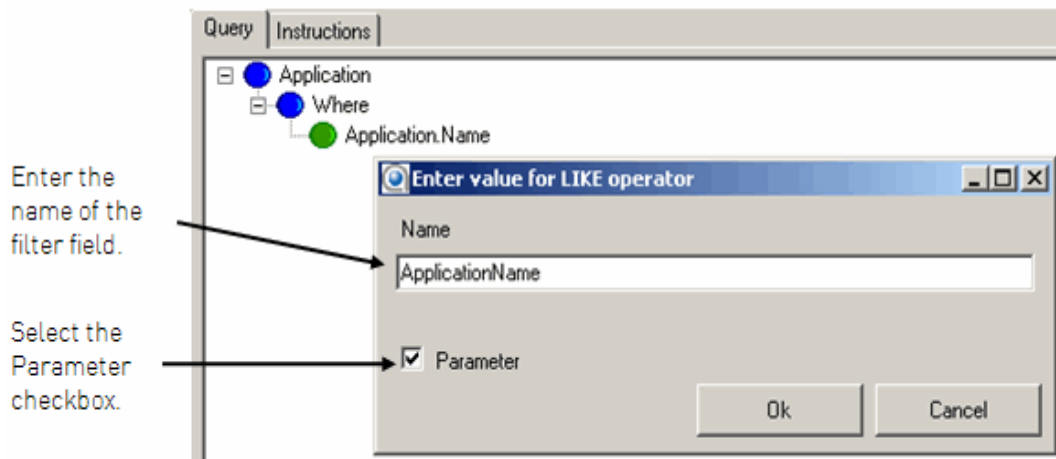 Query Instructions
Application
Where
Application.Name
Enter value for LIKE operator
Enter the
name of the
filter field.
Name
ApplicationName
Select the
Parameter
checkbox.
Parameter
Ok Cancel